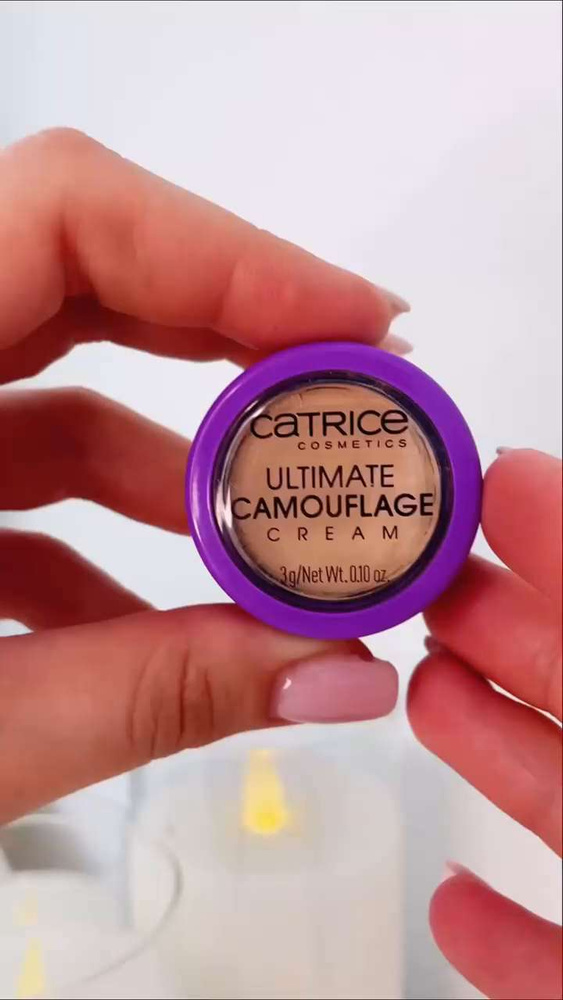 CATRICE
COSMETICS
ULTIMATE
CAMOUFLAGE
CREAM
3g/Net Wt. 0.10 oz.